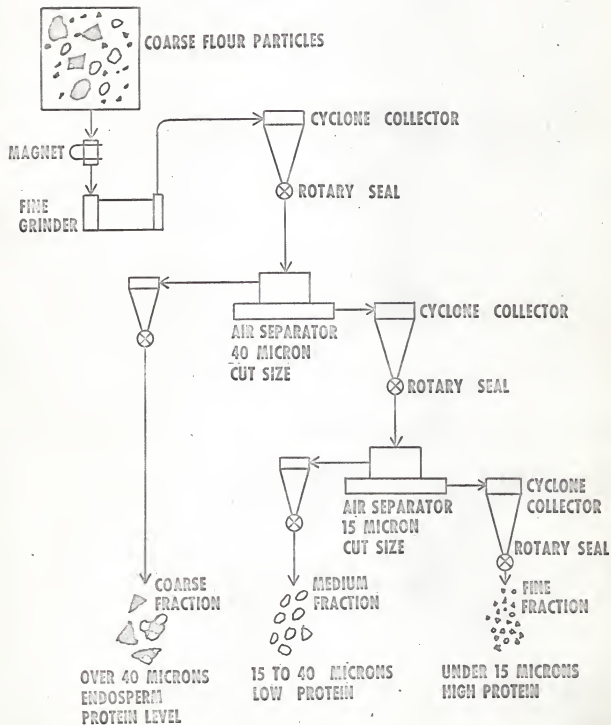 COARSE FLOUR PARTICLES
MAGNET
FINE
GRINDER
CYCLONE COLLECTOR
ROTARY SEAL
AIR SEPARATOR
40 MICRON
CUT SIZE
CYCLONE COLLECTOR
ROTARY SEAL
AIR SEPARATOR
15 MICRON
CUT SIZE
CYCLONE
COLLECTOR
ROTARY SEAL
COARSE
FRACTION
OVER 40 MICRONS
ENDOSPERM
PROTEIN LEVEL
MEDIUM
FRACTION
15 TO 40 MICRONS
LOW PROTEIN
FINE
FRACTION
UNDER 15 MICRONS
HIGH PROTEIN